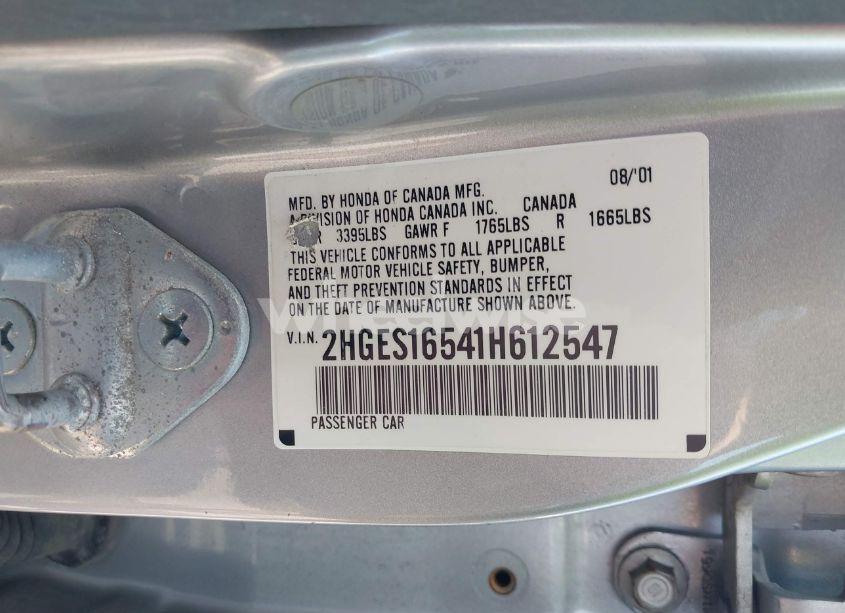 MFD. BY HONDA OF CANADA MFG. 08/'01
A DIVISION OF HONDA CANADA INC. CANADA
3395LBS GAWR F 1765LBS R 1665LBS
THIS VEHICLE CONFORMS TO ALL APPLICABLE
FEDERAL MOTOR VEHICLE SAFETY, BUMPER,
AND THEFT PREVENTION STANDARDS IN EFFECT
ON THE DATE OF MANUFACTURE SHOWN ABOVE.
V.I.N. 2HGES16541H612547
PASSENGER CAR